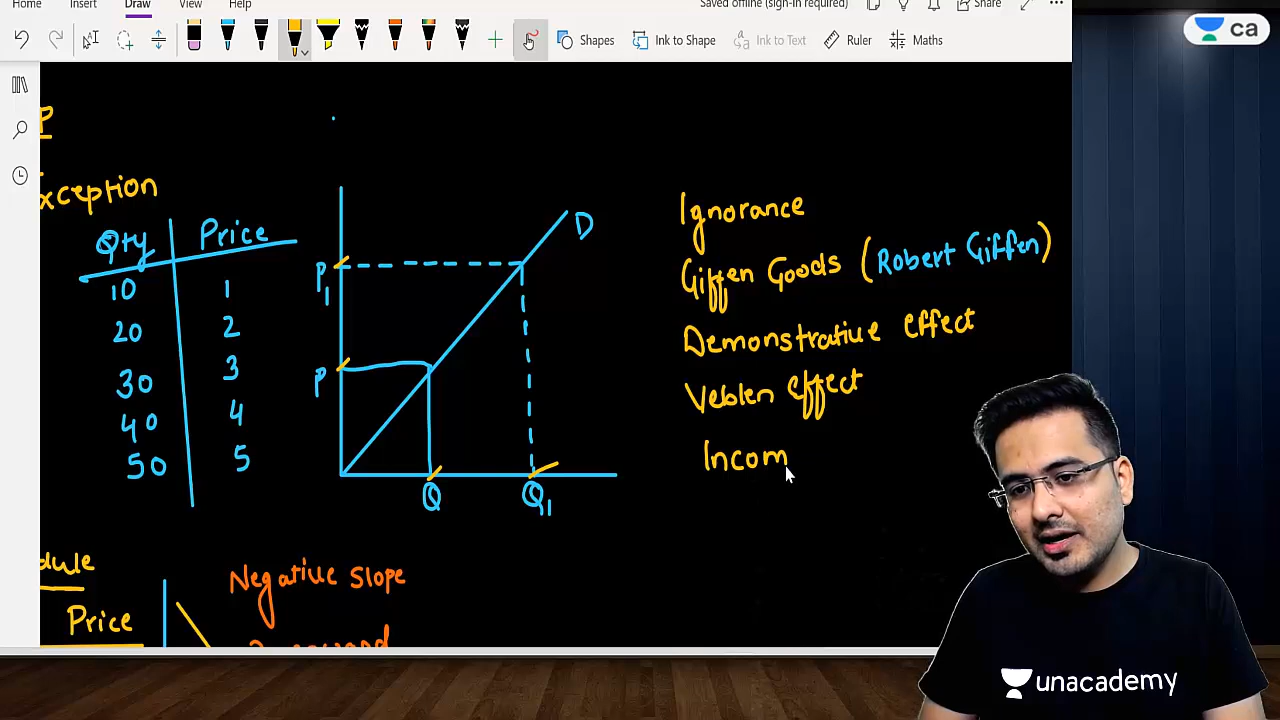 Home Insert Draw View Saved offline (sign-in required) Share
Shapes Ink to Shape Ink to Text Ruler Maths
ca
P
xception
Qty Price
10 1
20 2
30 3
40 4
50 5
D
P1
P
Q Q1
Ignorance
Giffen Goods (Robert Giffen)
Demonstrative effect
Veblen effect
Incom
dule
Price
Negative slope
unacademy